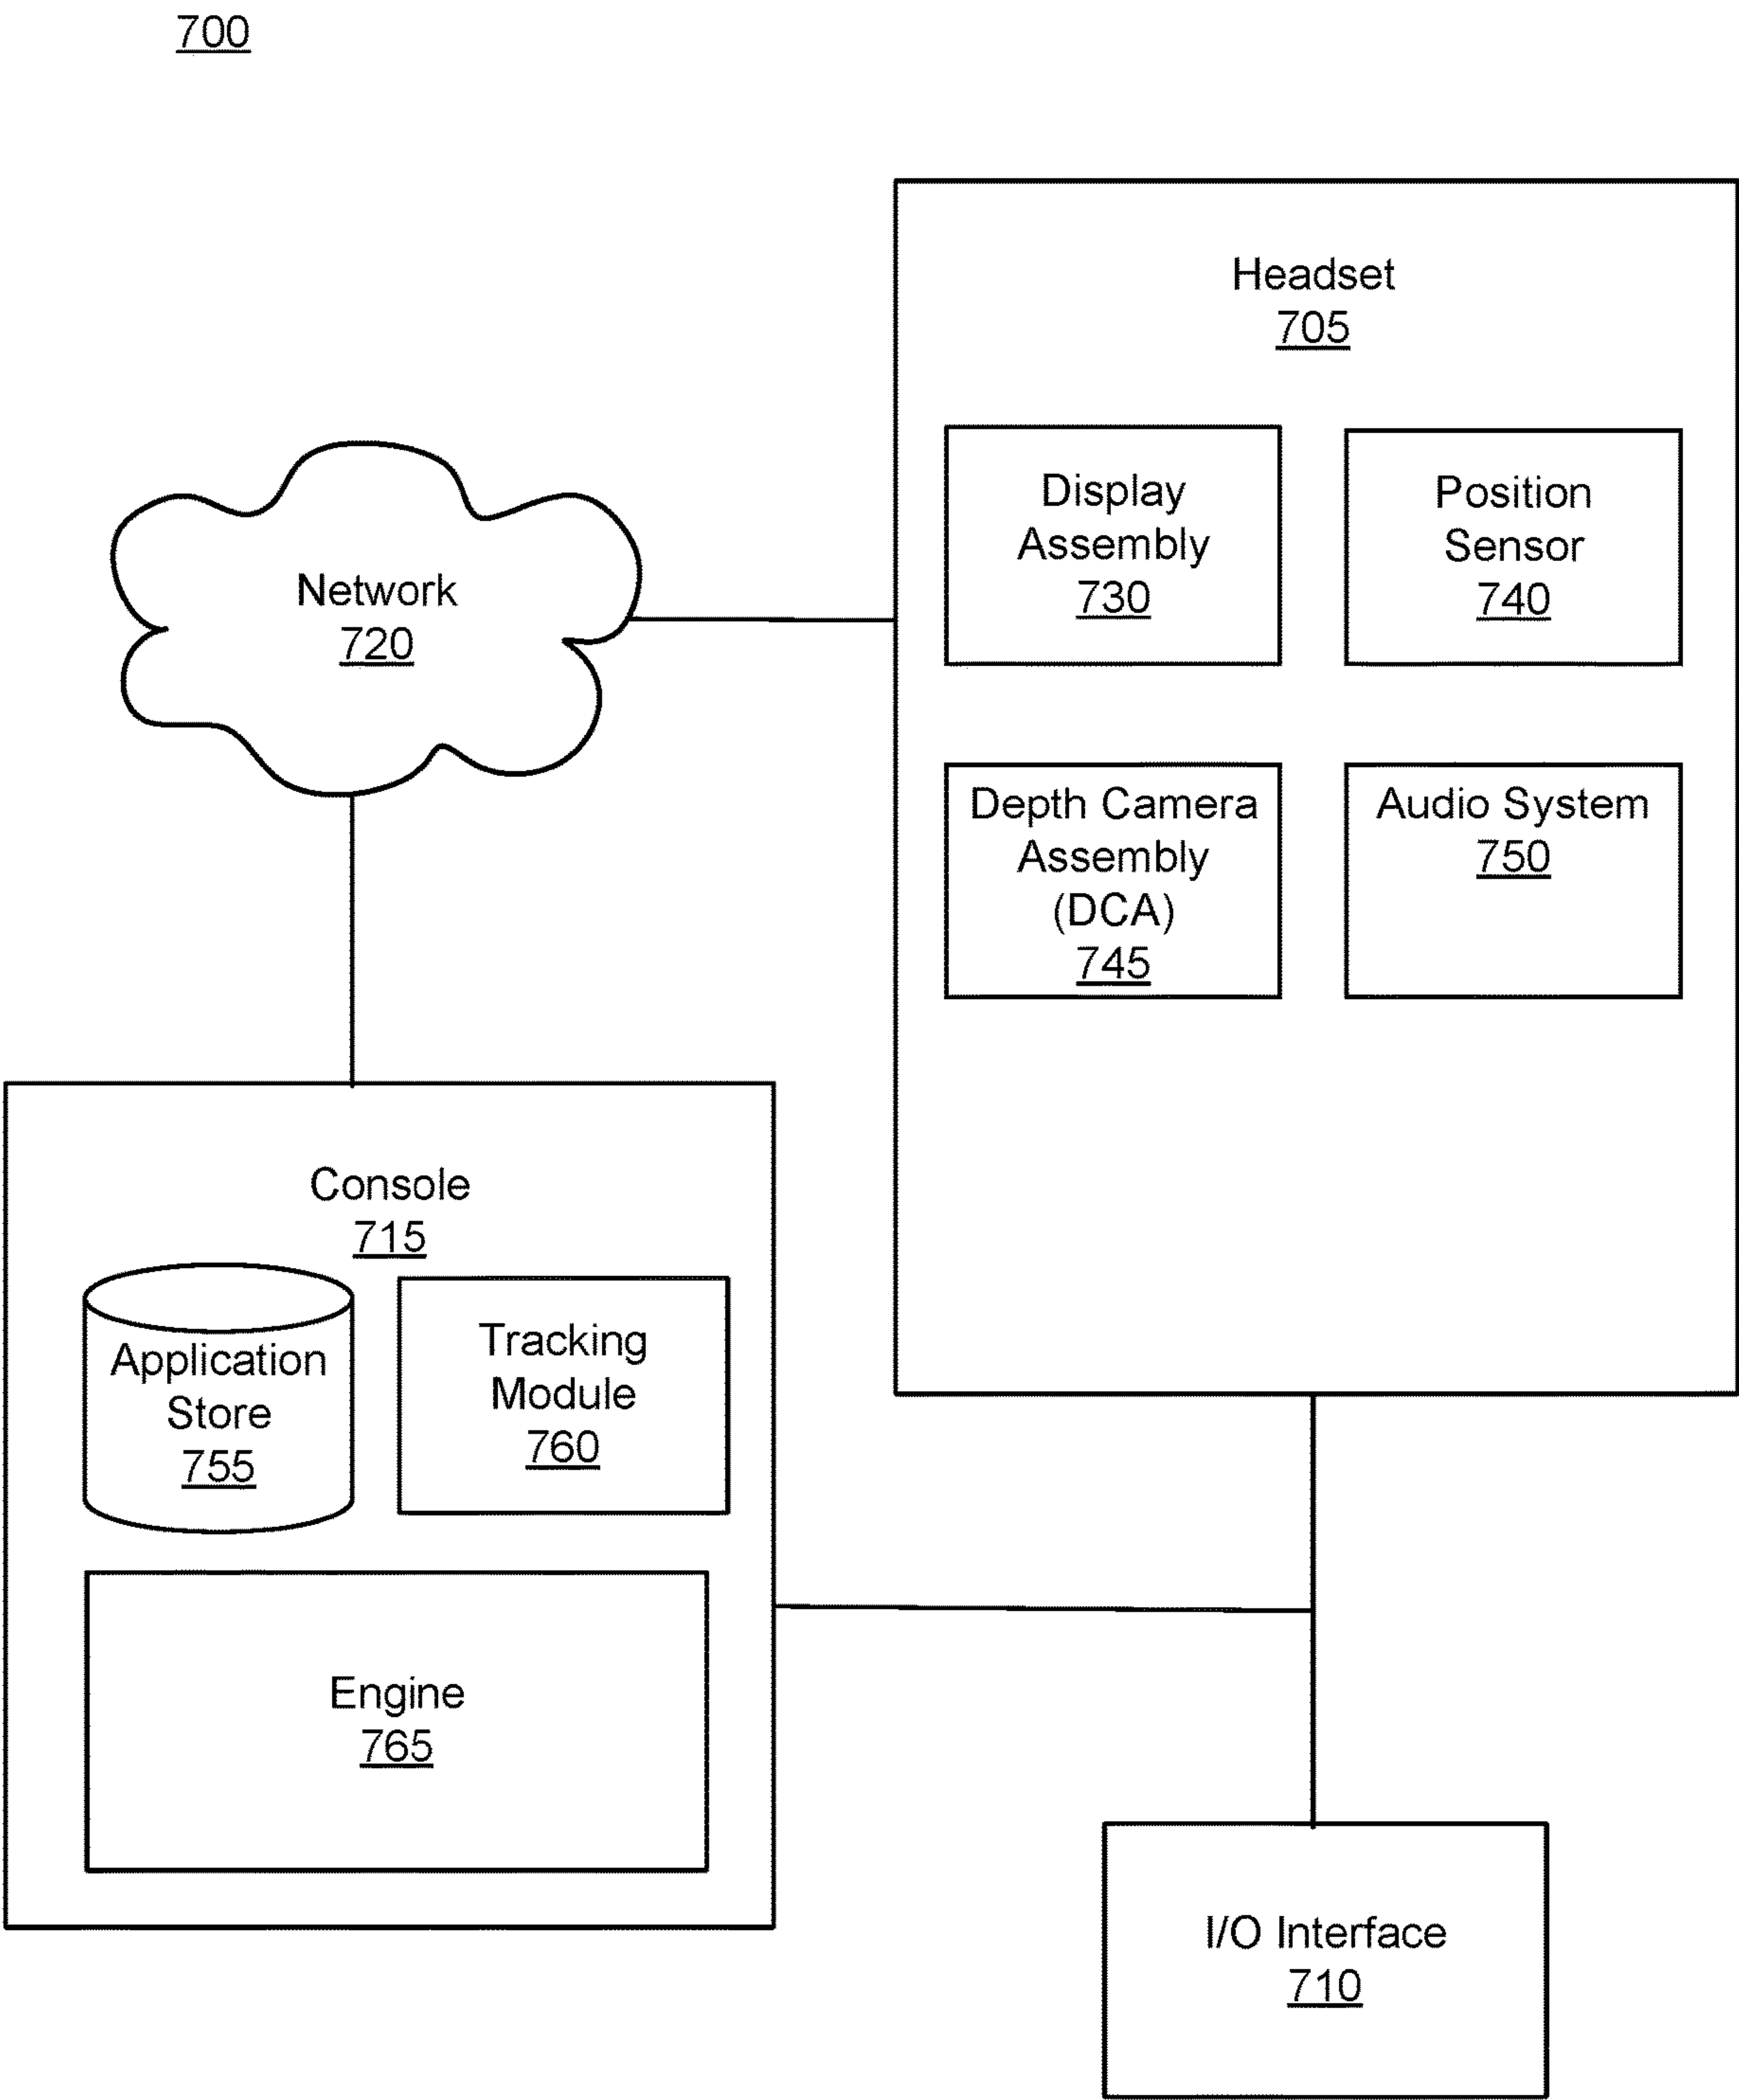 700
Headset
705
Display
Assembly
730
Position
Sensor
740
Network
720
Depth Camera
Assembly
(DCA)
745
Audio System
750
Console
715
Application
Store
755
Tracking
Module
760
Engine
765
I/O Interface
710